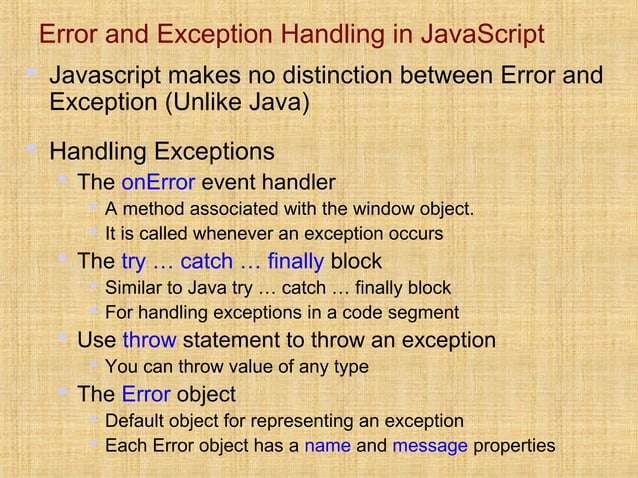 Error and Exception Handling in JavaScript
Javascript makes no distinction between Error and
Exception (Unlike Java)
Handling Exceptions
The onError event handler
A method associated with the window object.
It is called whenever an exception occurs
The try … catch … finally block
Similar to Java try … catch … finally block
For handling exceptions in a code segment
Use throw statement to throw an exception
You can throw value of any type
The Error object
Default object for representing an exception
Each Error object has a name and message properties